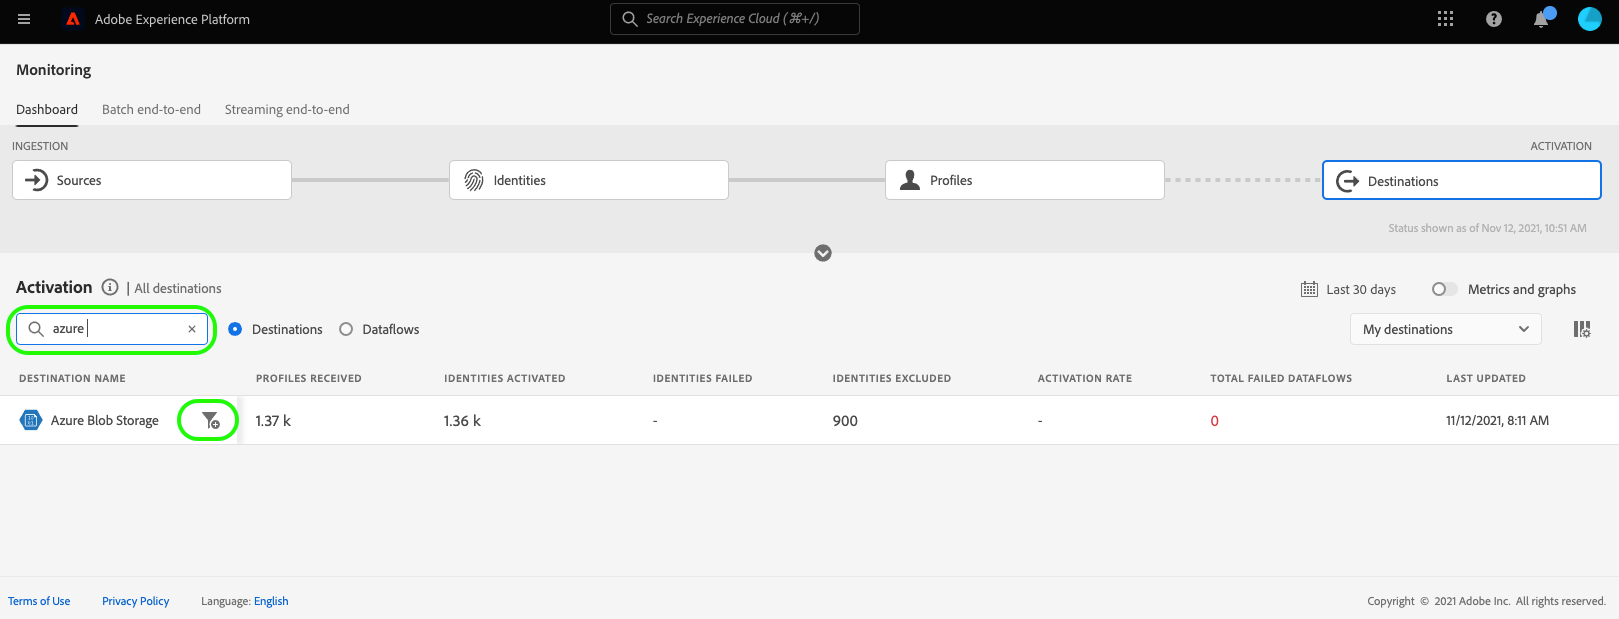 Adobe Experience Platform
Search Experience Cloud (⌘+/)
Monitoring
Dashboard Batch end-to-end Streaming end-to-end
INGESTION ACTIVATION
Sources Identities Profiles Destinations
Status shown as of Nov 12, 2021, 10:51 AM
Activation | All destinations Last 30 days Metrics and graphs
azure Destinations Dataflows My destinations
DESTINATION NAME PROFILES RECEIVED IDENTITIES ACTIVATED IDENTITIES FAILED IDENTITIES EXCLUDED ACTIVATION RATE TOTAL FAILED DATAFLOWS LAST UPDATED
Azure Blob Storage 1.37 k 1.36 k - 900 - 0 11/12/2021, 8:11 AM
Terms of Use Privacy Policy Language: English Copyright © 2021 Adobe Inc. All rights reserved.